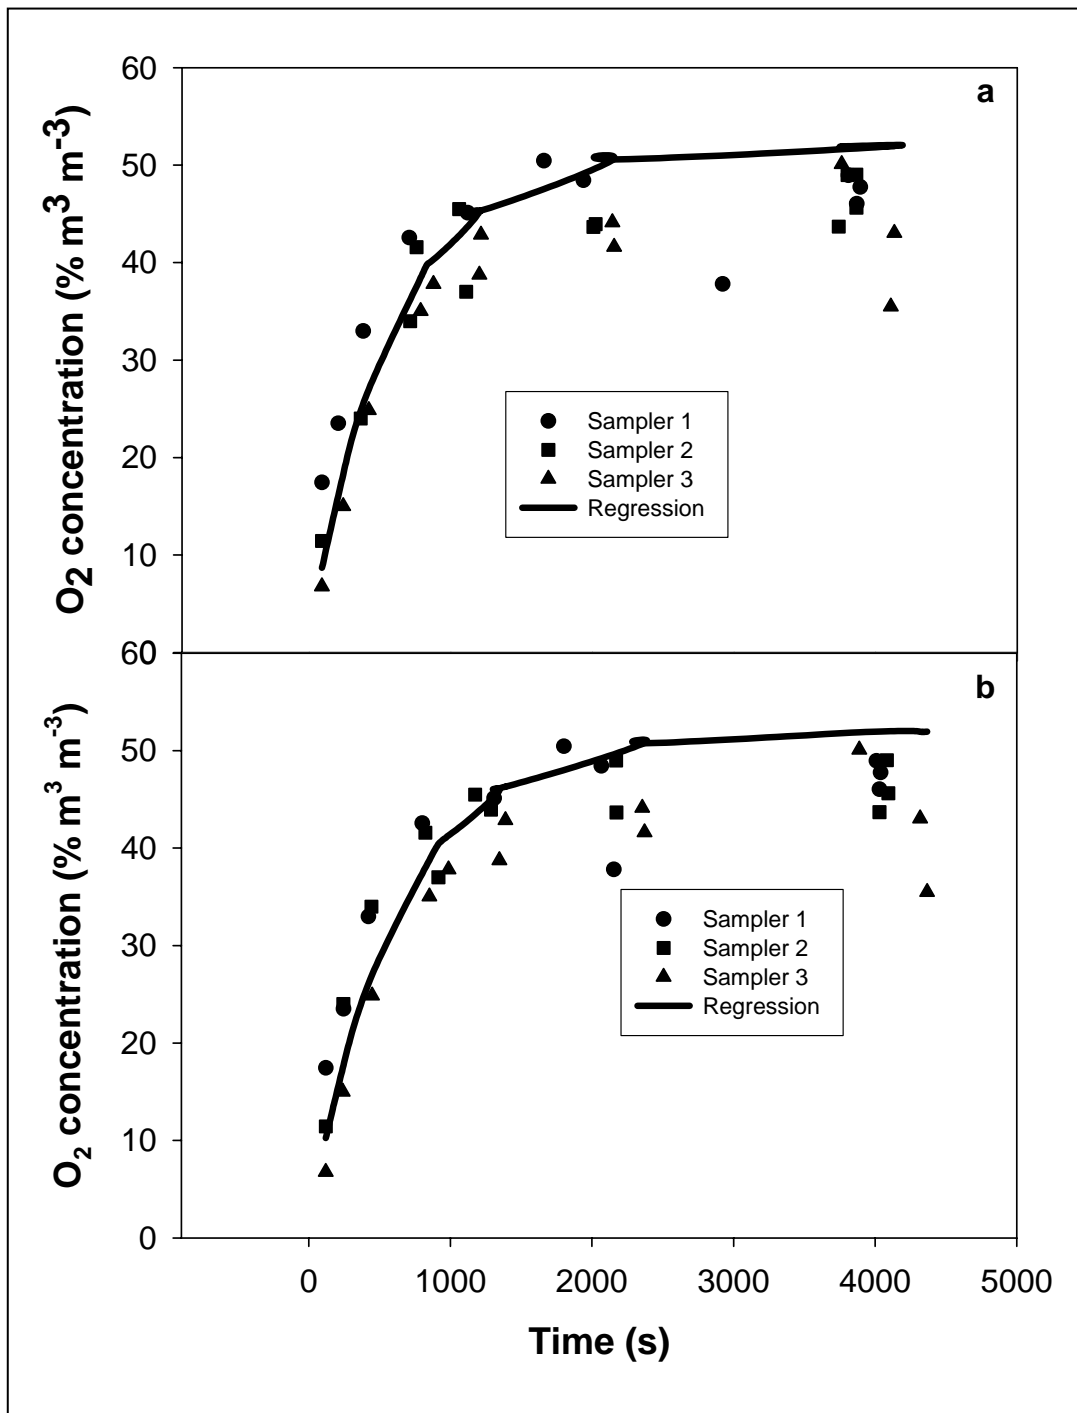 a
60
50
40
30
20
10
0
O2 concentration (% m³ m⁻³)
Sampler 1
Sampler 2
Sampler 3
Regression
b
60
50
40
30
20
10
0
O₂ concentration (% m³ m⁻³)
Sampler 1
Sampler 2
Sampler 3
Regression
0 1000 2000 3000 4000 5000
Time (s)